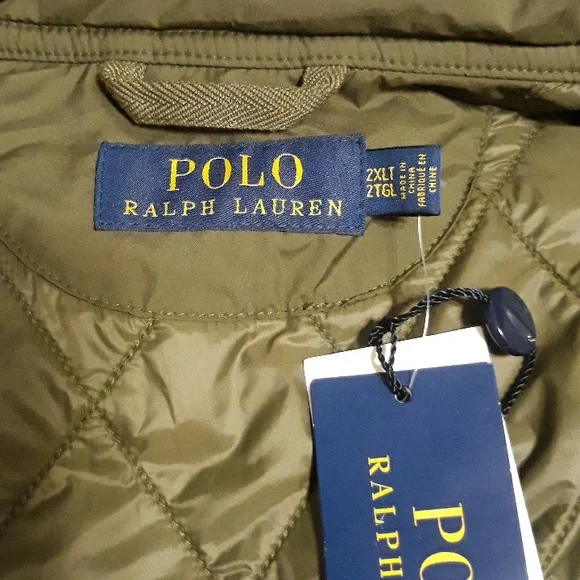 POLO
RALPH LAUREN
2XLT
2TGL
MADE IN
CHINA
FABRIQUÉ EN
CHINE
PO
RALPH